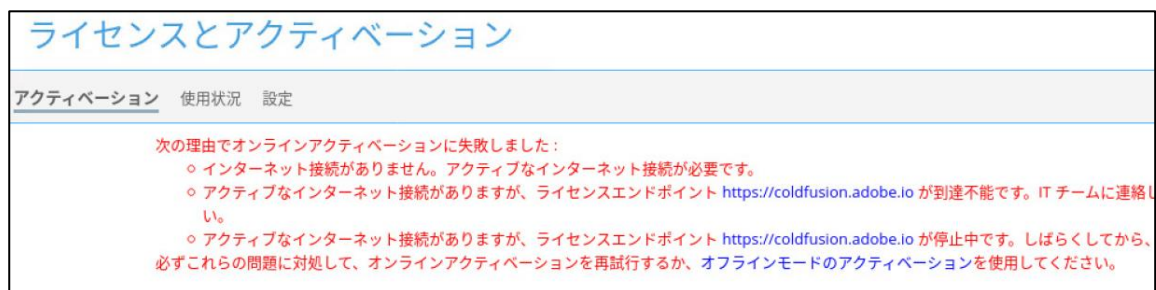 ライセンスとアクティベーション
アクティベーション 使用状況 設定
次の理由でオンラインアクティベーションに失敗しました :
○ インターネット接続がありません。アクティブなインターネット接続が必要です。
○ アクティブなインターネット接続がありますが、ライセンスエンドポイント https://coldfusion.adobe.io が到達不能です。IT チームに連絡し
い。
○ アクティブなインターネット接続がありますが、ライセンスエンドポイント https://coldfusion.adobe.io が停止中です。しばらくしてから、
必ずこれらの問題に対処して、オンラインアクティベーションを再試行するか、オフラインモードのアクティベーションを使用してください。